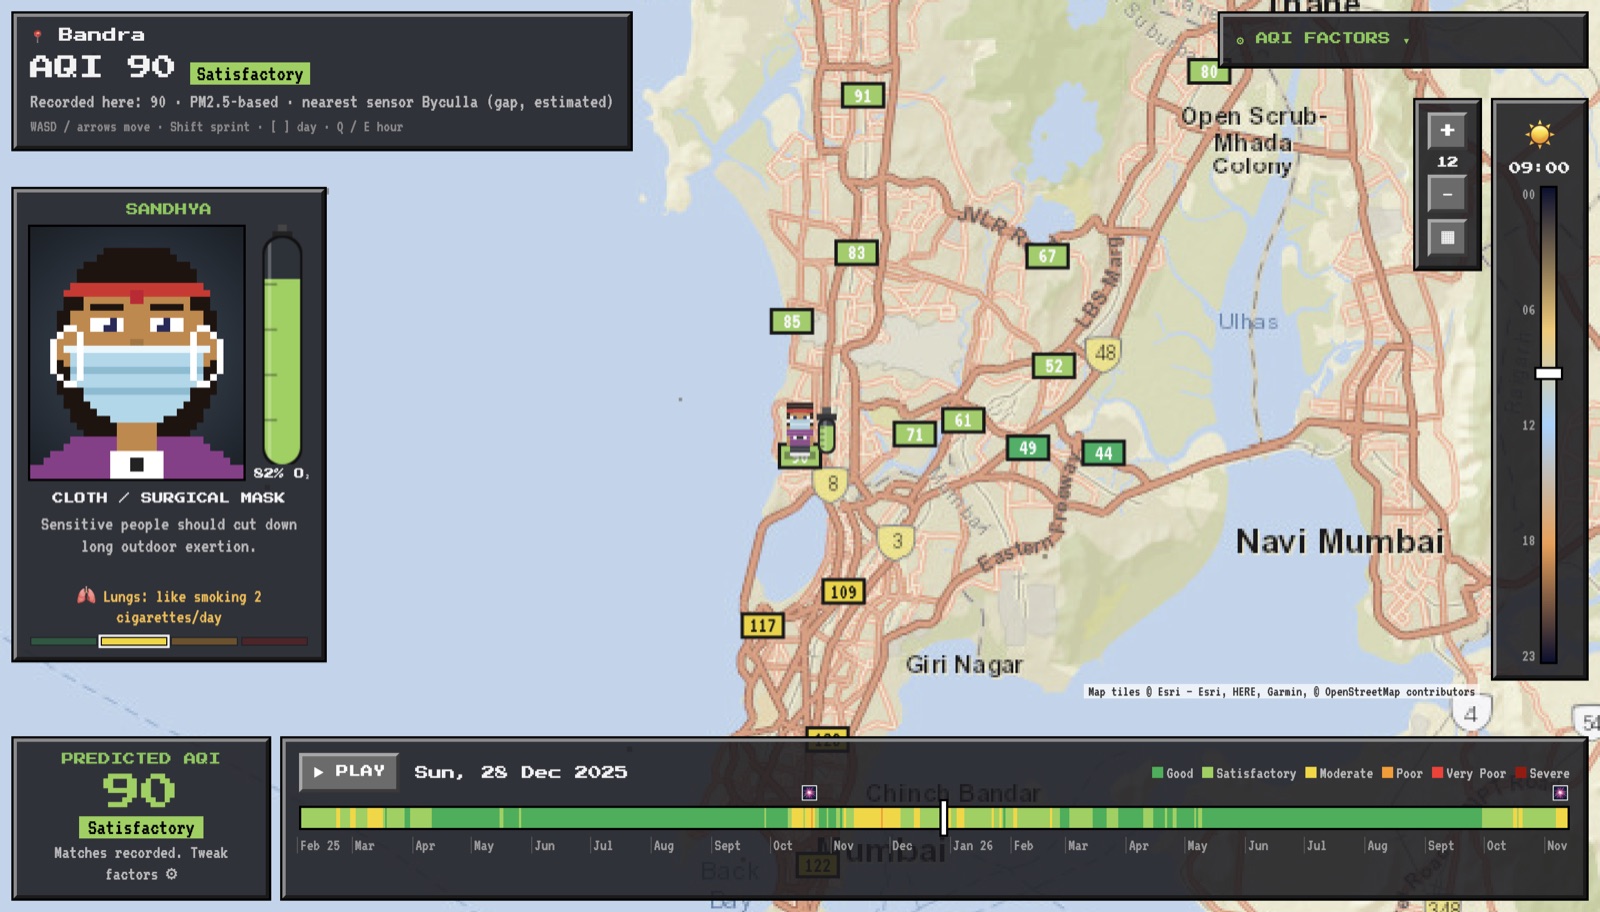 Bandra
AQI 90 Satisfactory
Recorded here: 90 · PM2.5-based · nearest sensor Byculla (gap, estimated)
WASD / arrows move · Shift sprint · [ ] day · Q / E hour
SANDHYA
82% O₂
CLOTH / SURGICAL MASK
Sensitive people should cut down
long outdoor exertion.
Lungs: like smoking 2
cigarettes/day
PREDICTED AQI
90
Satisfactory
Matches recorded. Tweak
factors ⚙
Thane
AQI FACTORS ▾
80
91
Open Scrub-
Mhada
Colony
+
12
-
09:00
00
06
12
18
23
JVLR R
83
67
LBS Marg
85
Ulhas
52
48
61
71
49
44
90
8
Mumbai
3
Eastern Freeway
Navi Mumbai
109
117
Giri Nagar
Map tiles © Esri — Esri, HERE, Garmin, © OpenStreetMap contributors
4
54
▶ PLAY
Sun, 28 Dec 2025
Good Satisfactory Moderate Poor Very Poor Severe
Chinch Bandar
Feb 25 Mar Apr May Jun Jul Aug Sept Oct Nov Dec Jan 26 Feb Mar Apr May Jun Jul Aug Sept Oct Nov
Mumbai
122
Back
Bay
348